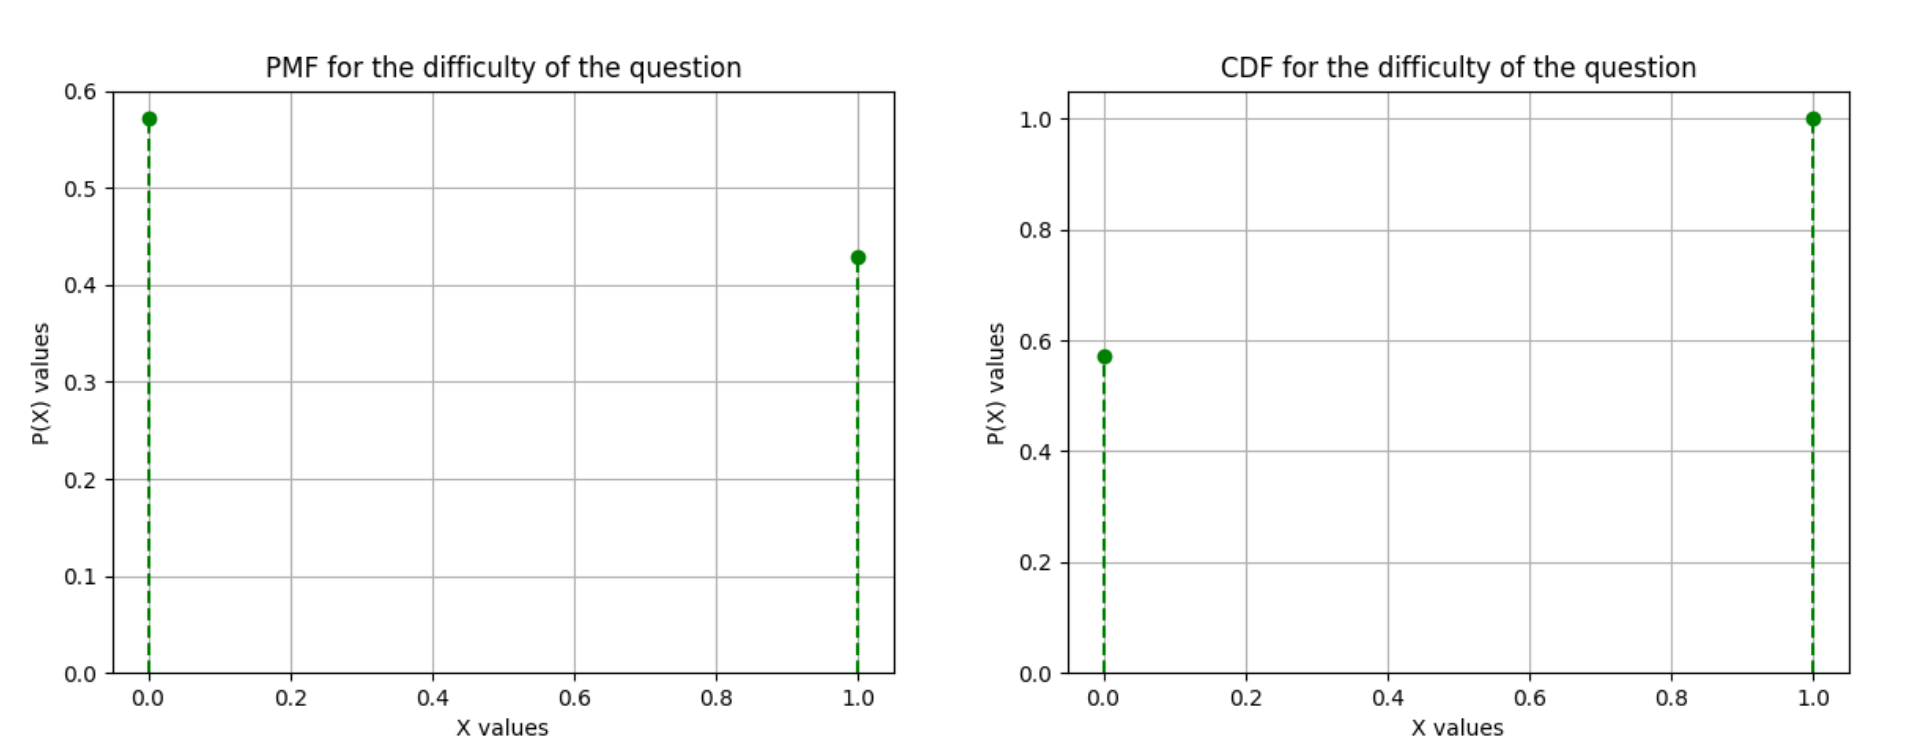 PMF for the difficulty of the question
0.6
0.5
0.4
0.3
0.2
0.1
0.0
P(X) values
0.0 0.2 0.4 0.6 0.8 1.0
X values
CDF for the difficulty of the question
1.0
0.8
0.6
0.4
0.2
0.0
P(X) values
0.0 0.2 0.4 0.6 0.8 1.0
X values